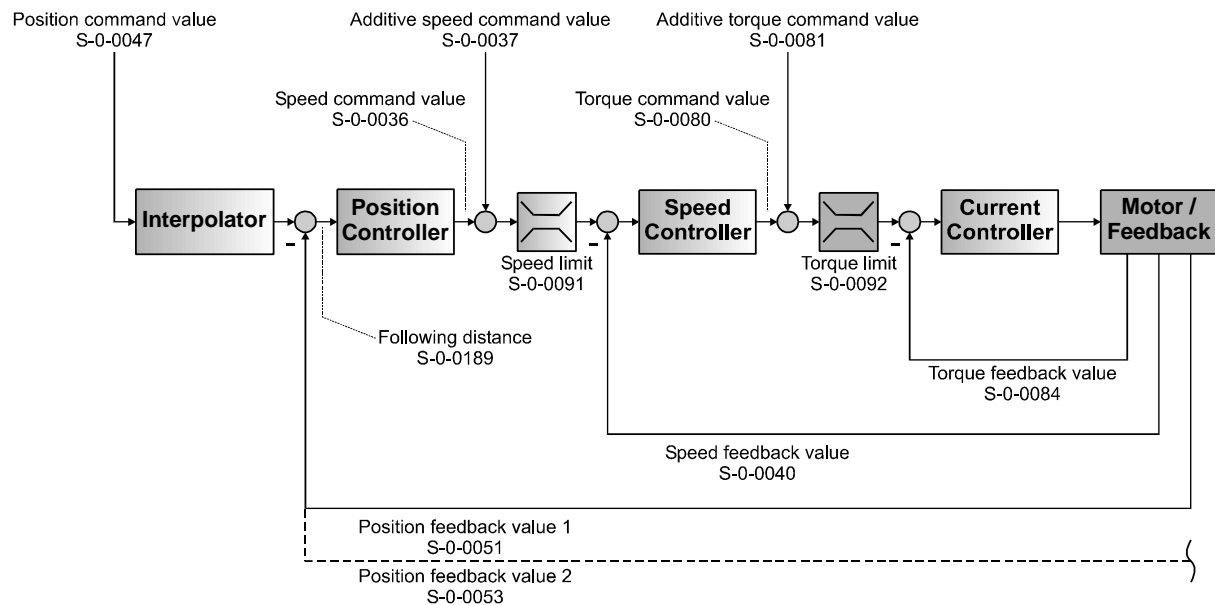 Position command value
S-0-0047
Additive speed command value
S-0-0037
Additive torque command value
S-0-0081
Speed command value
S-0-0036
Torque command value
S-0-0080
Interpolator
Position
Controller
Speed
Controller
Current
Controller
Motor /
Feedback
Speed limit
S-0-0091
Torque limit
S-0-0092
Following distance
S-0-0189
Torque feedback value
S-0-0084
Speed feedback value
S-0-0040
Position feedback value 1
S-0-0051
Position feedback value 2
S-0-0053